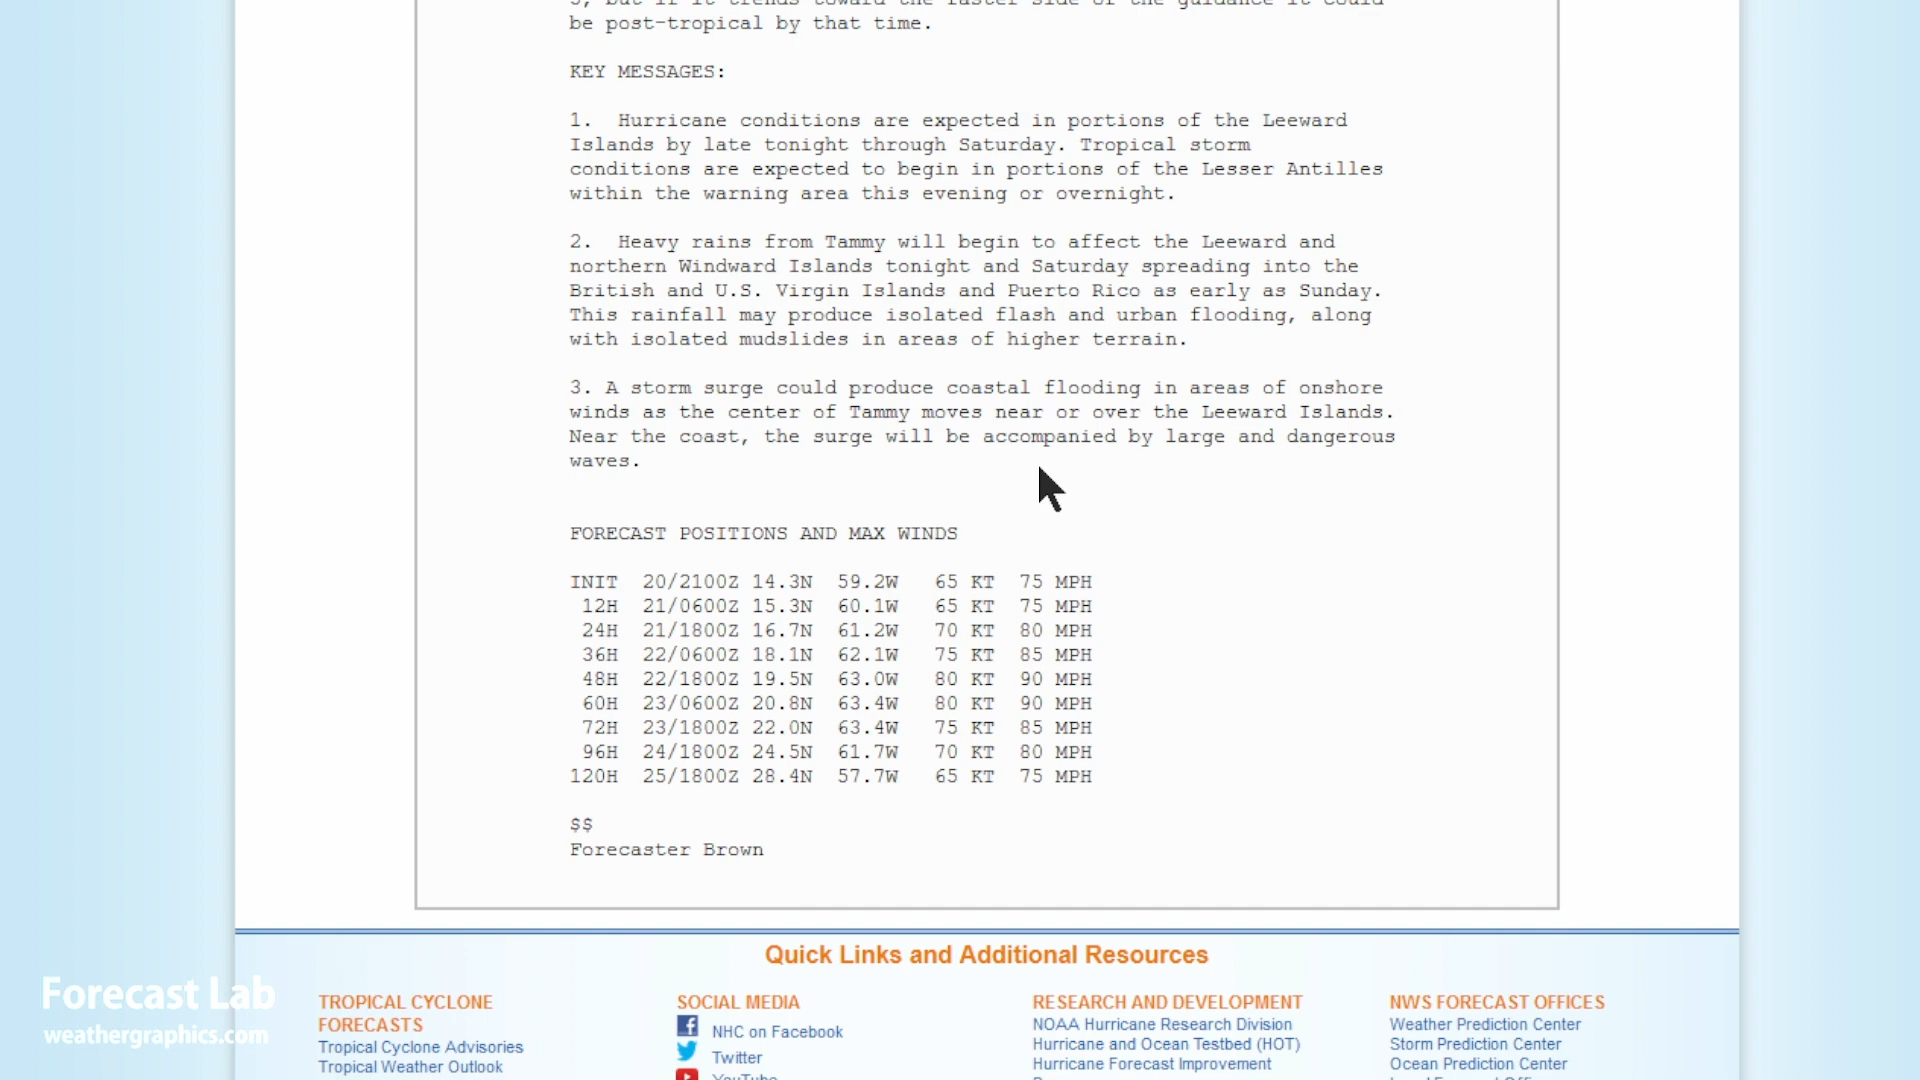 5, but if it trends toward the faster side of the guidance it could
be post-tropical by that time.
KEY MESSAGES:
1.  Hurricane conditions are expected in portions of the Leeward
Islands by late tonight through Saturday. Tropical storm
conditions are expected to begin in portions of the Lesser Antilles
within the warning area this evening or overnight.
2.  Heavy rains from Tammy will begin to affect the Leeward and
northern Windward Islands tonight and Saturday spreading into the
British and U.S. Virgin Islands and Puerto Rico as early as Sunday.
This rainfall may produce isolated flash and urban flooding, along
with isolated mudslides in areas of higher terrain.
3. A storm surge could produce coastal flooding in areas of onshore
winds as the center of Tammy moves near or over the Leeward Islands.
Near the coast, the surge will be accompanied by large and dangerous
waves.
FORECAST POSITIONS AND MAX WINDS
INIT  20/2100Z 14.3N  59.2W   65 KT  75 MPH
12H  21/0600Z 15.3N  60.1W   65 KT  75 MPH
24H  21/1800Z 16.7N  61.2W   70 KT  80 MPH
36H  22/0600Z 18.1N  62.1W   75 KT  85 MPH
48H  22/1800Z 19.5N  63.0W   80 KT  90 MPH
60H  23/0600Z 20.8N  63.4W   80 KT  90 MPH
72H  23/1800Z 22.0N  63.4W   75 KT  85 MPH
96H  24/1800Z 24.5N  61.7W   70 KT  80 MPH
120H  25/1800Z 28.4N  57.7W   65 KT  75 MPH
$$
Forecaster Brown
Quick Links and Additional Resources
TROPICAL CYCLONE
FORECASTS
Tropical Cyclone Advisories
Tropical Weather Outlook
SOCIAL MEDIA
NHC on Facebook
Twitter
YouTube
RESEARCH AND DEVELOPMENT
NOAA Hurricane Research Division
Hurricane and Ocean Testbed (HOT)
Hurricane Forecast Improvement
NWS FORECAST OFFICES
Weather Prediction Center
Storm Prediction Center
Ocean Prediction Center
Forecast Lab
weathergraphics.com